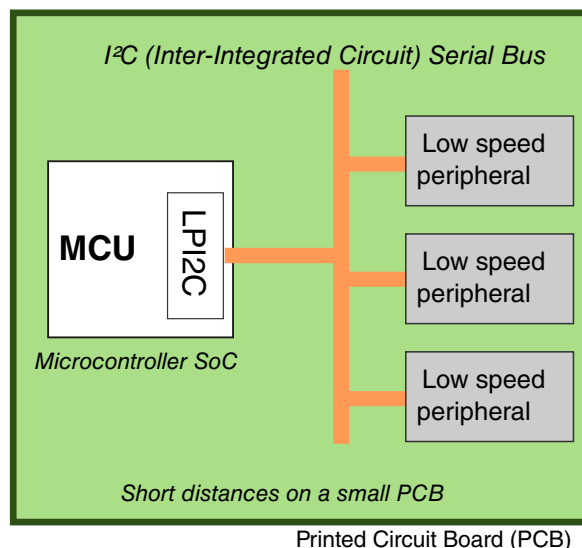 I²C (Inter-Integrated Circuit) Serial Bus
Low speed
peripheral
MCU
LPI2C
Low speed
peripheral
Microcontroller SoC
Low speed
peripheral
Short distances on a small PCB
Printed Circuit Board (PCB)